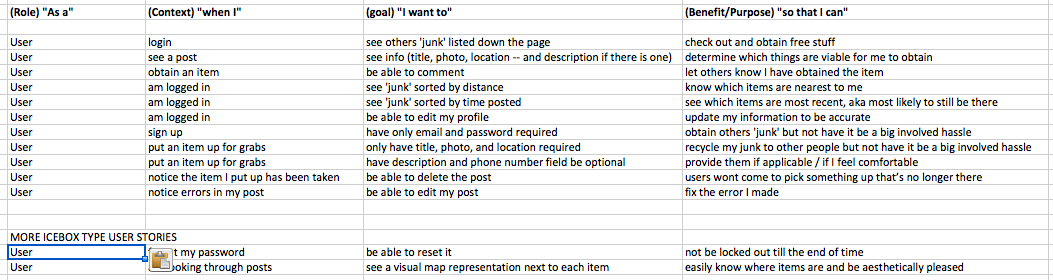 (Role) "As a" (Context) "when I" (goal) "I want to" (Benefit/Purpose) "so that I can"
User login see others 'junk' listed down the page check out and obtain free stuff
User see a post see info (title, photo, location -- and description if there is one) determine which things are viable for me to obtain
User obtain an item be able to comment let others know I have obtained the item
User am logged in see 'junk' sorted by distance know which items are nearest to me
User am logged in see 'junk' sorted by time posted see which items are most recent, aka most likely to still be there
User am logged in be able to edit my profile update my information to be accurate
User sign up have only email and password required obtain others 'junk' but not have it be a big involved hassle
User put an item up for grabs only have title, photo, and location required recycle my junk to other people but not have it be a big involved hassle
User put an item up for grabs have description and phone number field be optional provide them if applicable / if I feel comfortable
User notice the item I put up has been taken be able to delete the post users wont come to pick something up that's no longer there
User notice errors in my post be able to edit my post fix the error I made
MORE ICEBOX TYPE USER STORIES
User my password be able to reset it not be locked out till the end of time
User through posts see a visual map representation next to each item easily know where items are and be aesthetically pleased